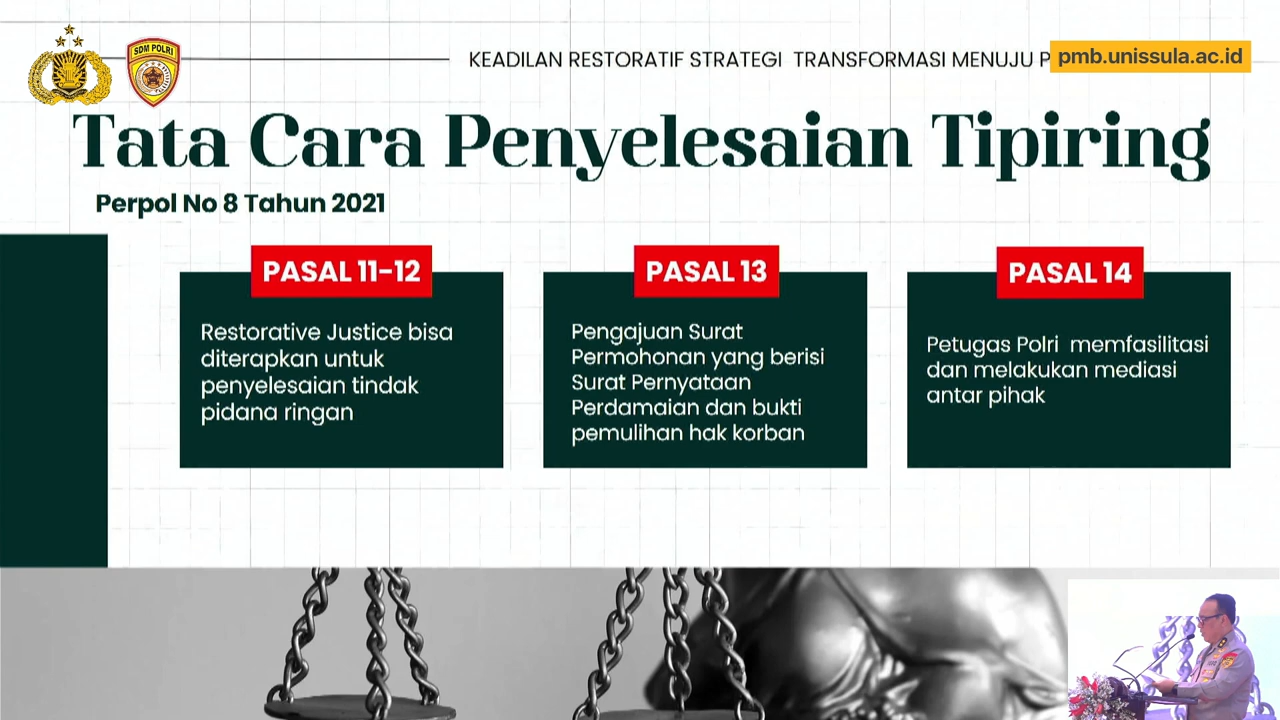 SDM POLRI
KEADILAN RESTORATIF STRATEGI TRANSFORMASI MENUJU P
pmb.unissula.ac.id
Tata Cara Penyelesaian Tipiring
Perpol No 8 Tahun 2021
PASAL 11-12
Restorative Justice bisa
diterapkan untuk
penyelesaian tindak
pidana ringan
PASAL 13
Pengajuan Surat
Permohonan yang berisi
Surat Pernyataan
Perdamaian dan bukti
pemulihan hak korban
PASAL 14
Petugas Polri memfasilitasi
dan melakukan mediasi
antar pihak